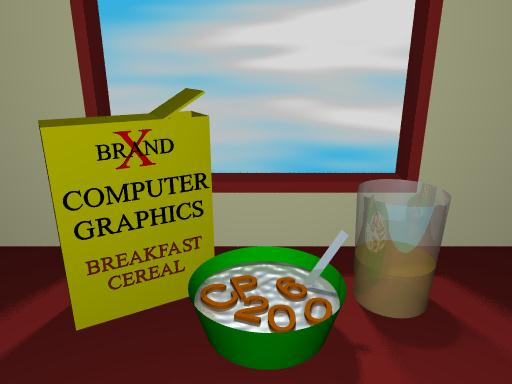 BRAND
X
COMPUTER
GRAPHICS
BREAKFAST
CEREAL
CP 6
200